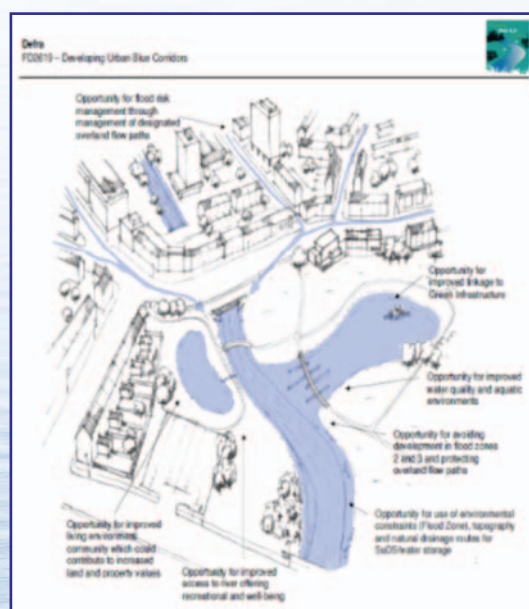 Defra
FD2619 – Developing Urban Blue Corridors
Opportunity for flood risk
management through
management of designated
overland flow paths
Opportunity for
improved linkage to
Green Infrastructure
Opportunity for improved
water quality and aquatic
environments
Opportunity for avoiding
development in flood zones
2 and 3 and protecting
overland flow paths
Opportunity for use of environmental
constraints (Flood Zone), topography
and natural drainage routes for
SuDS/water storage
Opportunity for improved
living environment,
community which could
contribute to increased
land and property values
Opportunity for improved
access to river offering
recreational and well-being